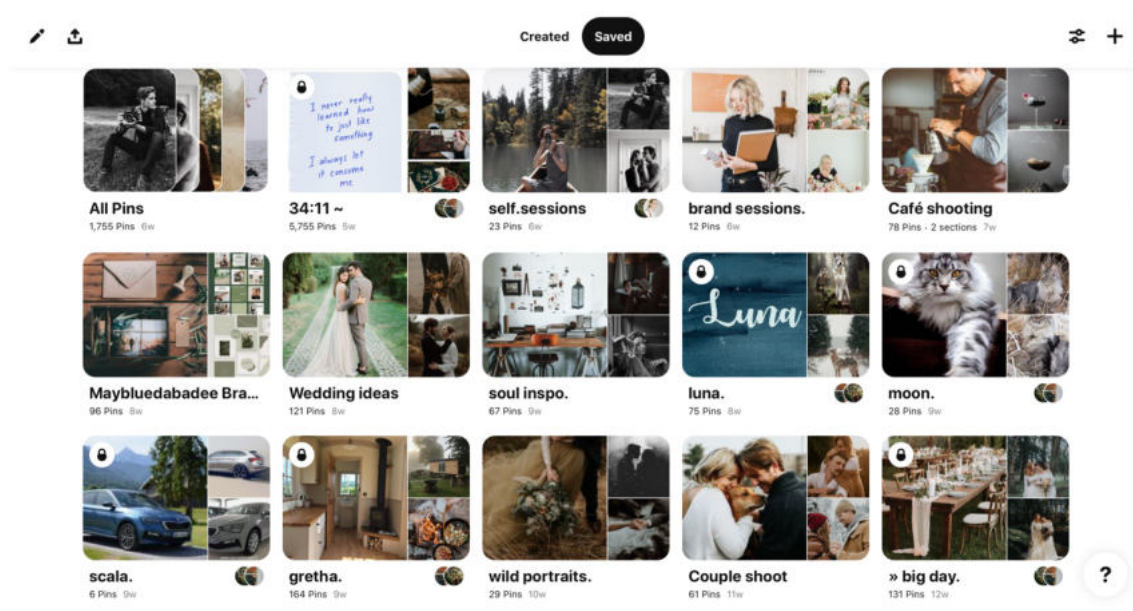 Created
Saved
I never really
learned how
to just like
something
I always let
it consume
me
All Pins
1,755 Pins 6w
34:11 ~
5,755 Pins 5w
self.sessions
23 Pins 6w
brand sessions.
12 Pins 6w
Café shooting
78 Pins · 2 sections 7w
Luna
Maybluedabadee Bra...
96 Pins 8w
Wedding ideas
121 Pins 8w
soul inspo.
67 Pins 9w
luna.
75 Pins 8w
moon.
28 Pins 9w
scala.
6 Pins 9w
gretha.
164 Pins 9w
wild portraits.
29 Pins 10w
Couple shoot
61 Pins 11w
» big day.
131 Pins 12w
?